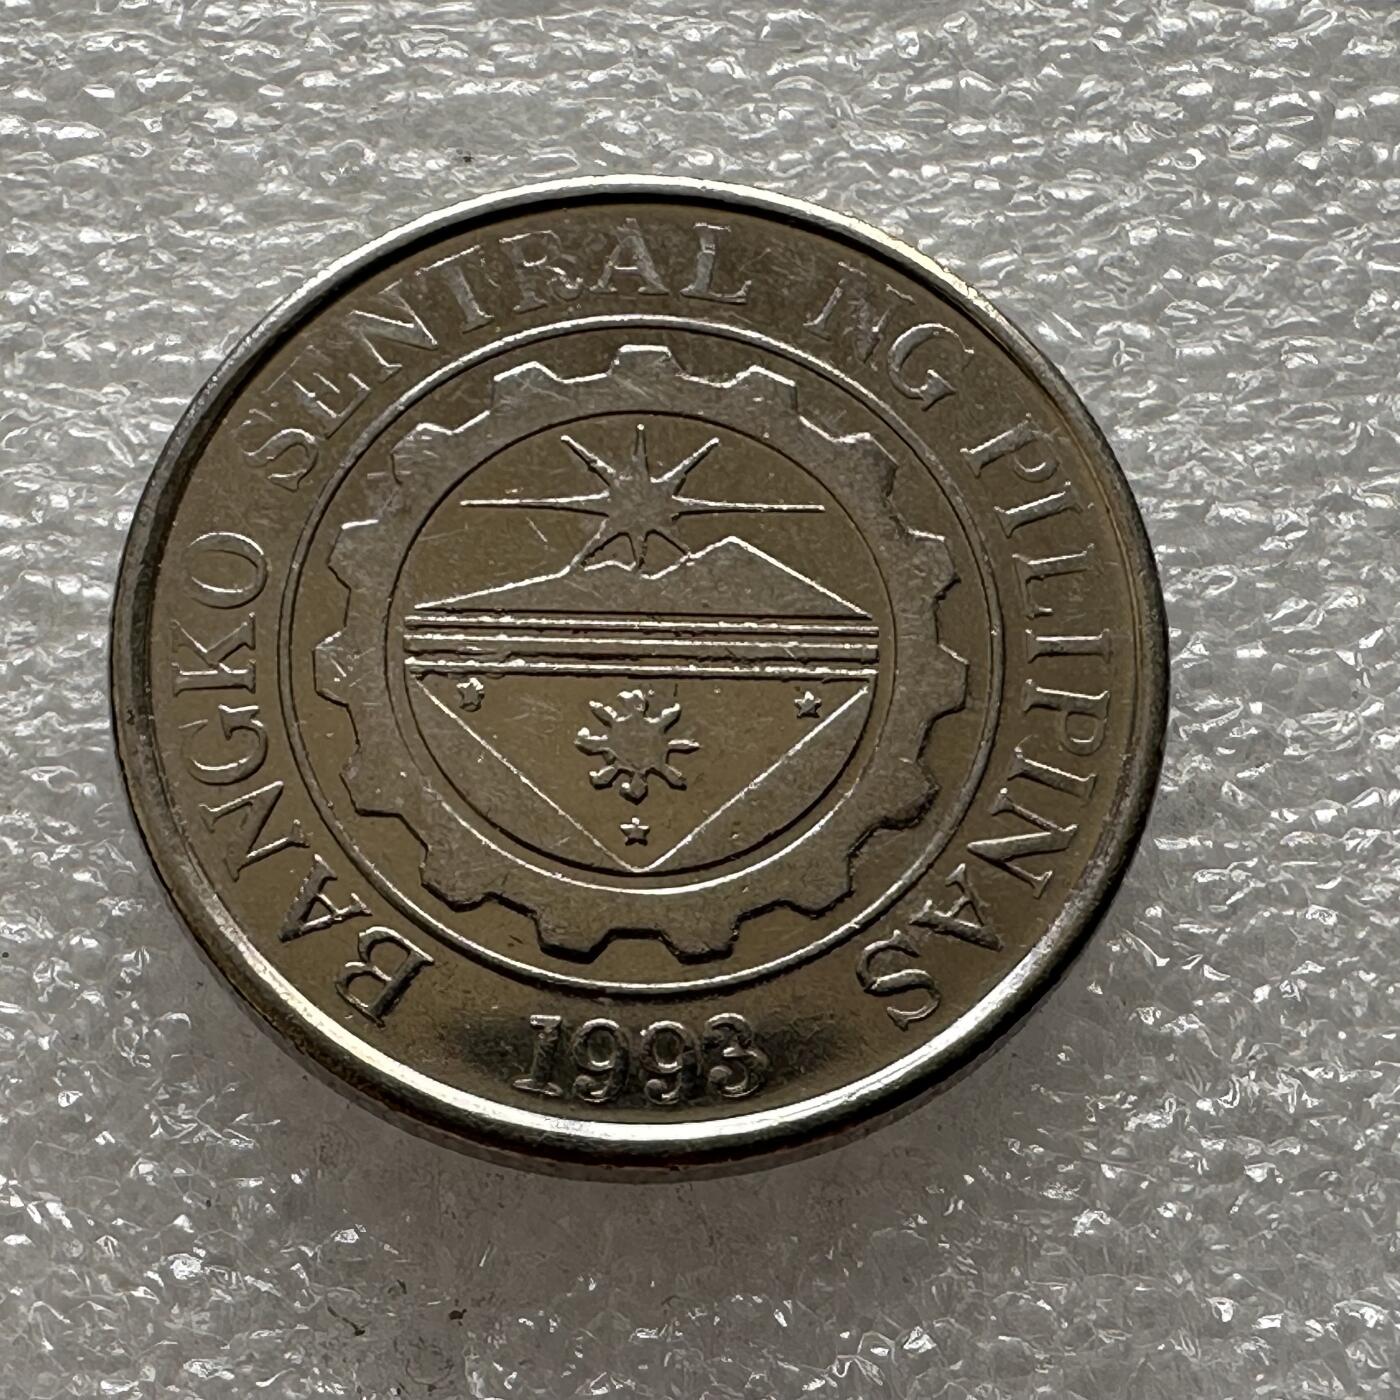 BANGKO SENTRAL NG PILIPINAS
1993